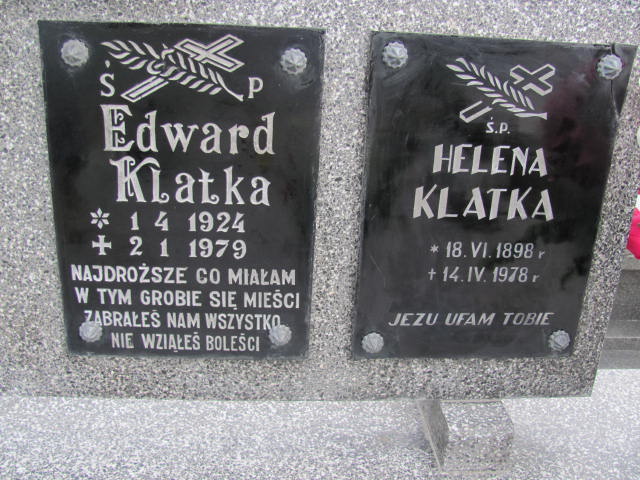 Ś P
Edward
Klatka
* 1 4 1924
+ 2 1 1979
NAJDROŻSZE CO MIAŁAM
W TYM GROBIE SIĘ MIEŚCI
ZABRAŁEŚ NAM WSZYSTKO
NIE WZIĄŁEŚ BOLEŚCI
Ś.P.
HELENA
KLATKA
* 18. VI. 1898 r
+ 14. IV. 1978 r
JEZU UFAM TOBIE